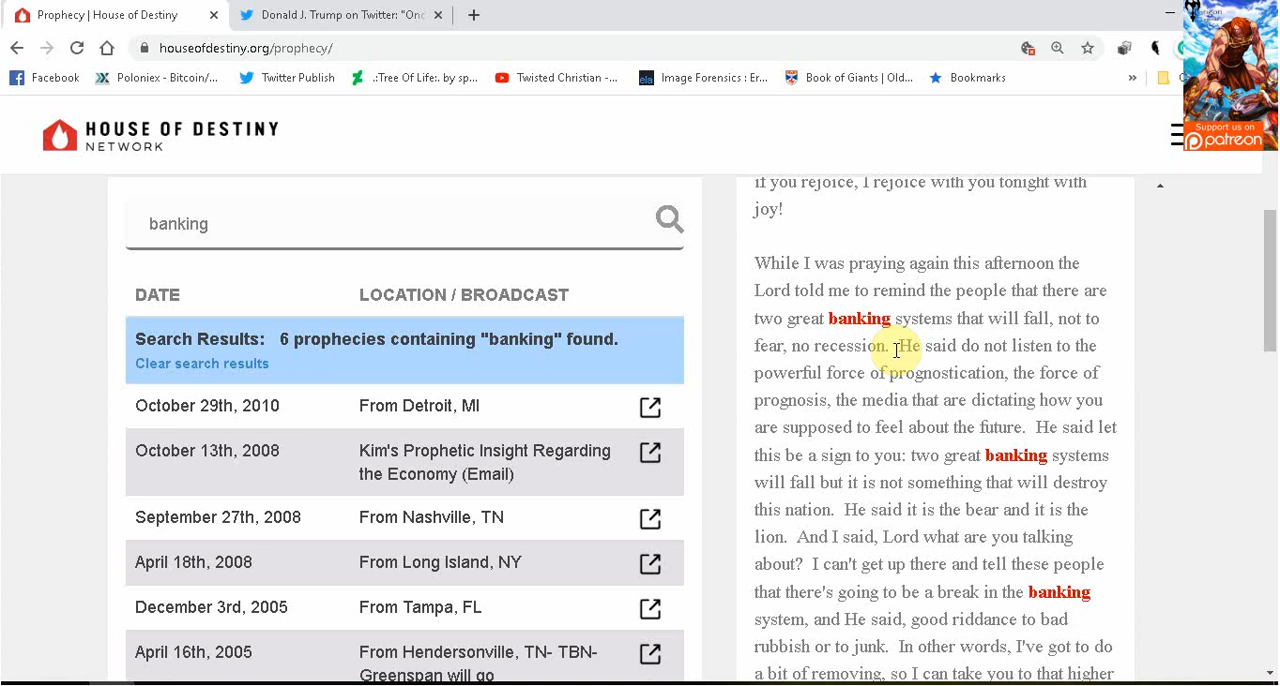 Prophecy | House of Destiny
Donald J. Trump on Twitter: "Onc
houseofdestiny.org/prophecy/
Facebook
Poloniex - Bitcoin/...
Twitter Publish
.:Tree Of Life:. by sp...
Twisted Christian -...
Image Forensics : Er...
Book of Giants | Old...
Bookmarks
Support us on
patreon
HOUSE OF DESTINY
NETWORK
banking
DATE LOCATION / BROADCAST
Search Results: 6 prophecies containing "banking" found.
Clear search results
October 29th, 2010 From Detroit, MI
October 13th, 2008 Kim's Prophetic Insight Regarding
the Economy (Email)
September 27th, 2008 From Nashville, TN
April 18th, 2008 From Long Island, NY
December 3rd, 2005 From Tampa, FL
April 16th, 2005 From Hendersonville, TN- TBN-
Greenspan will go
if you rejoice, I rejoice with you tonight with
joy!
While I was praying again this afternoon the
Lord told me to remind the people that there are
two great banking systems that will fall, not to
fear, no recession. He said do not listen to the
powerful force of prognostication, the force of
prognosis, the media that are dictating how you
are supposed to feel about the future. He said let
this be a sign to you: two great banking systems
will fall but it is not something that will destroy
this nation. He said it is the bear and it is the
lion. And I said, Lord what are you talking
about? I can't get up there and tell these people
that there's going to be a break in the banking
system, and He said, good riddance to bad
rubbish or to junk. In other words, I've got to do
a bit of removing, so I can take you to that higher